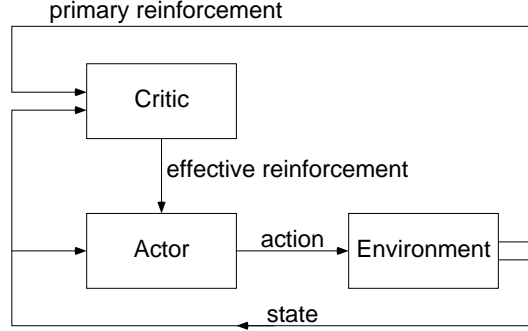 primary reinforcement
Critic
effective reinforcement
Actor
action
Environment
state